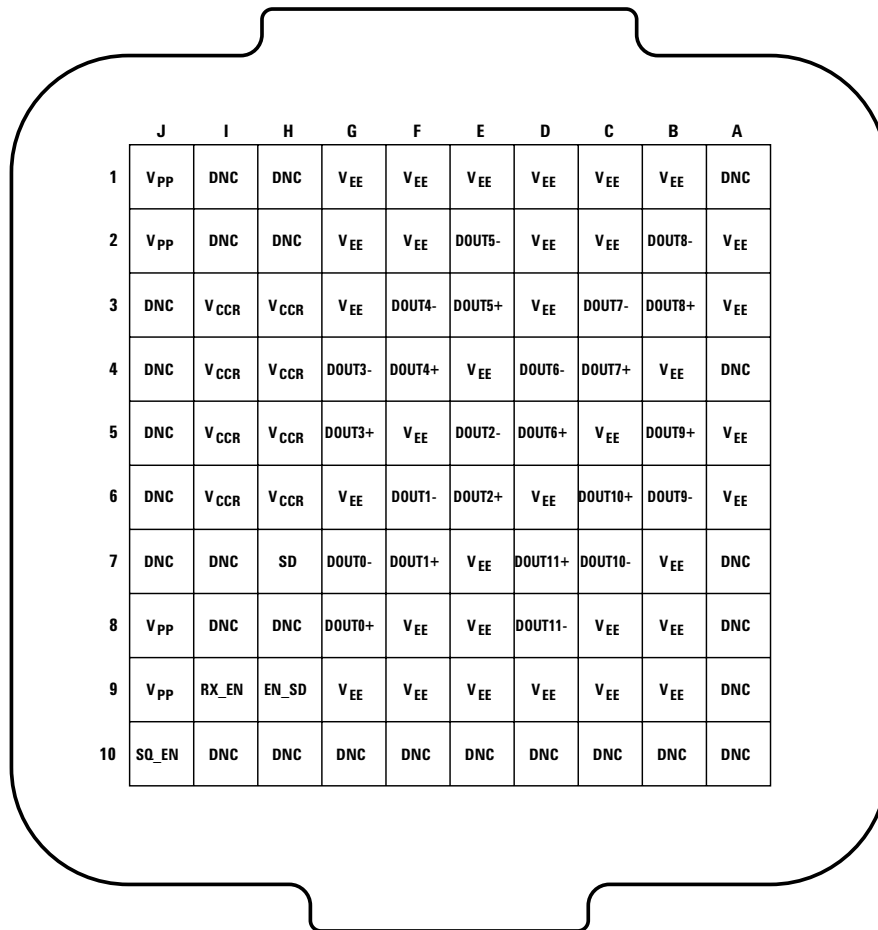 J I H G F E D C B A
1 VPP DNC DNC VEE VEE VEE VEE VEE VEE DNC
2 VPP DNC DNC VEE VEE DOUT5- VEE VEE DOUT8- VEE
3 DNC VCCR VCCR VEE DOUT4- DOUT5+ VEE DOUT7- DOUT8+ VEE
4 DNC VCCR VCCR DOUT3- DOUT4+ VEE DOUT6- DOUT7+ VEE DNC
5 DNC VCCR VCCR DOUT3+ VEE DOUT2- DOUT6+ VEE DOUT9+ VEE
6 DNC VCCR VCCR VEE DOUT1- DOUT2+ VEE DOUT10+ DOUT9- VEE
7 DNC DNC SD DOUT0- DOUT1+ VEE DOUT11+ DOUT10- VEE DNC
8 VPP DNC DNC DOUT0+ VEE VEE DOUT11- VEE VEE DNC
9 VPP RX_EN EN_SD VEE VEE VEE VEE VEE VEE DNC
10 SQ_EN DNC DNC DNC DNC DNC DNC DNC DNC DNC